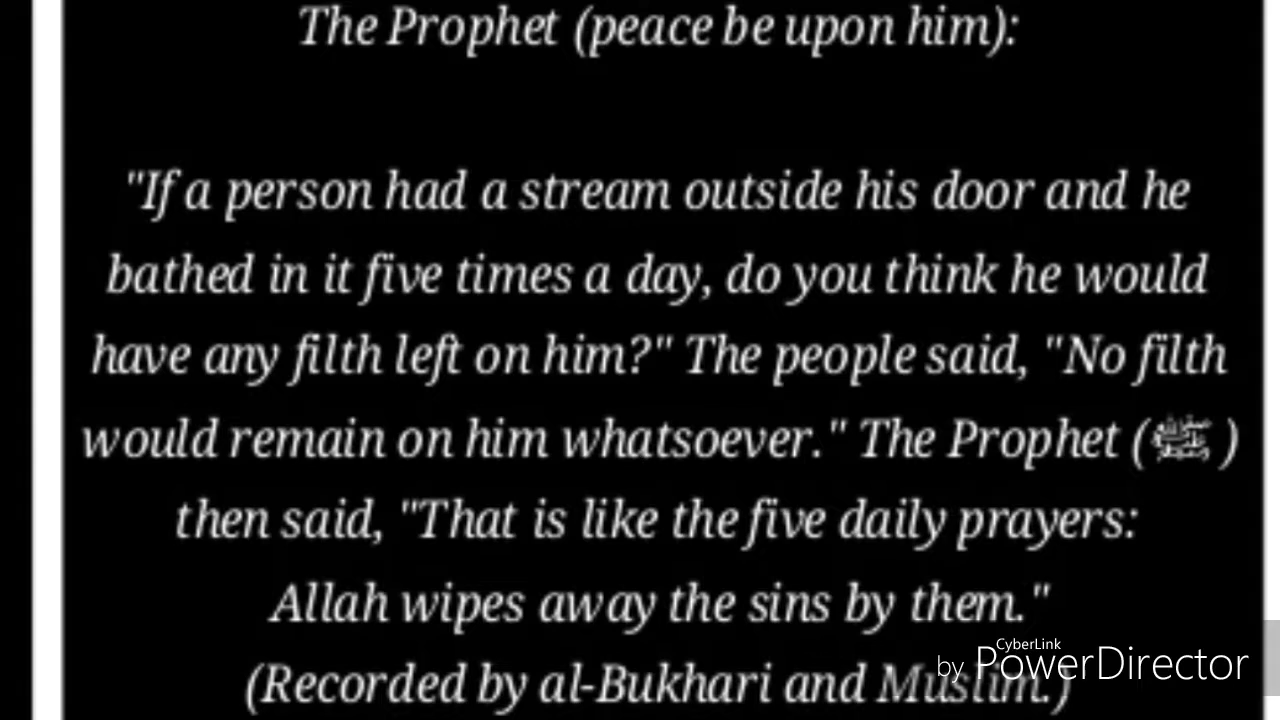 The Prophet (peace be upon him):
"If a person had a stream outside his door and he
bathed in it five times a day, do you think he would
have any filth left on him?" The people said, "No filth
would remain on him whatsoever." The Prophet (ﷺ)
then said, "That is like the five daily prayers:
Allah wipes away the sins by them."
(Recorded by al-Bukhari and Muslim.)
CyberLink
by PowerDirector